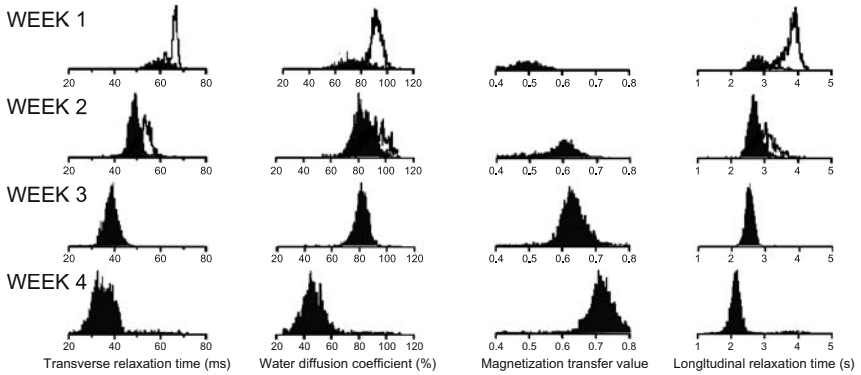 WEEK 1
20 40 60 80 20 40 60 80 100 120 0.4 0.5 0.6 0.7 0.8 1 2 3 4 5
WEEK 2
20 40 60 80 20 40 60 80 100 120 0.4 0.5 0.6 0.7 0.8 1 2 3 4 5
WEEK 3
20 40 60 80 20 40 60 80 100 120 0.4 0.5 0.6 0.7 0.8 1 2 3 4 5
WEEK 4
20 40 60 80 20 40 60 80 100 120 0.4 0.5 0.6 0.7 0.8 1 2 3 4 5
Transverse relaxation time (ms) Water diffusion coefficient (%) Magnetization transfer value Longltudinal relaxation time (s)